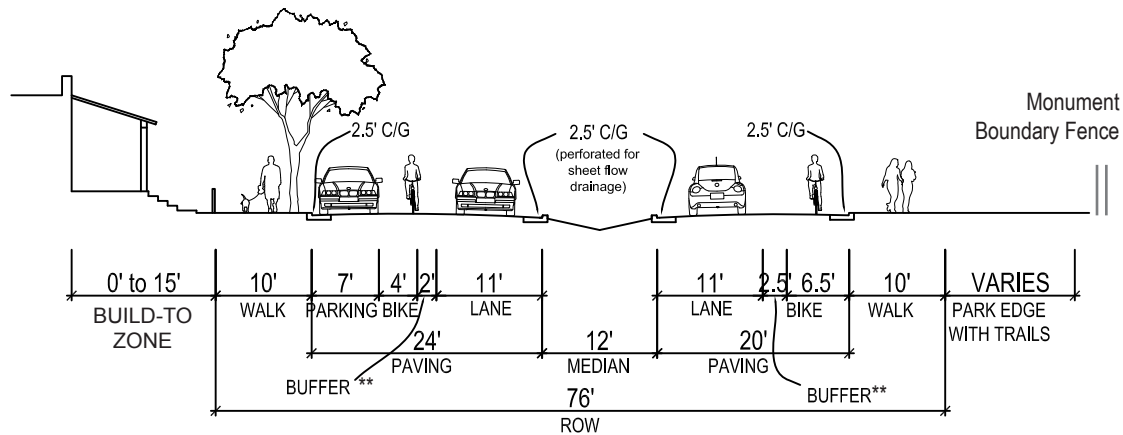 Monument
Boundary Fence
2.5' C/G
2.5' C/G
(perforated for
sheet flow
drainage)
2.5' C/G
0' to 15'
BUILD-TO
ZONE
10'
WALK
7'
PARKING
4'
BIKE
2'
11'
LANE
11'
LANE
2.5'
6.5'
BIKE
10'
WALK
VARIES
PARK EDGE
WITH TRAILS
24'
PAVING
12'
MEDIAN
20'
PAVING
BUFFER **
BUFFER**
76'
ROW